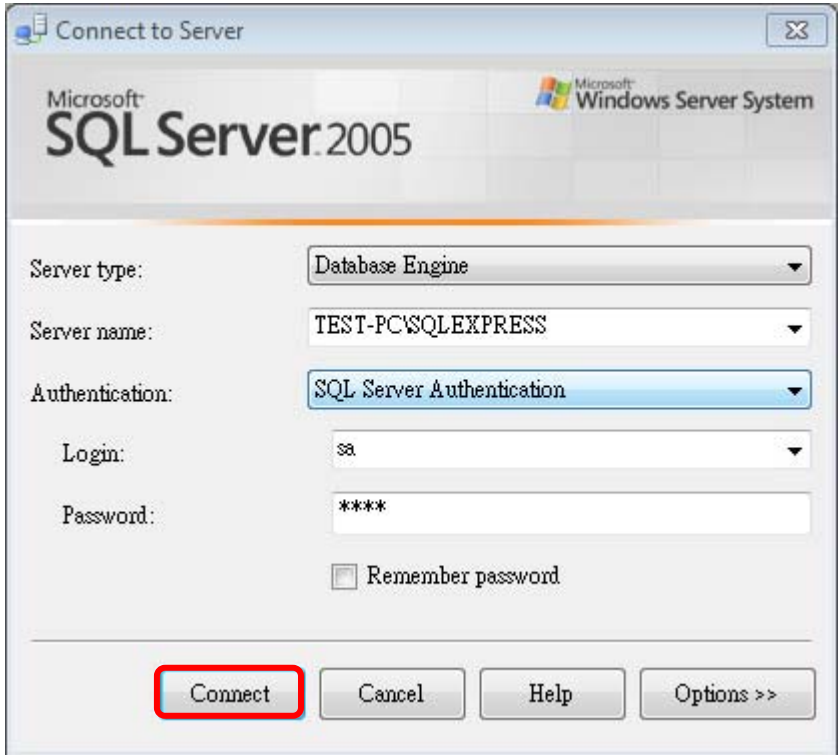 Connect to Server
Microsoft
SQL Server 2005
Microsoft
Windows Server System
Server type:
Database Engine
Server name:
TEST-PC\SQLEXPRESS
Authentication:
SQL Server Authentication
Login:
sa
Password:
****
Remember password
Connect
Cancel
Help
Options >>